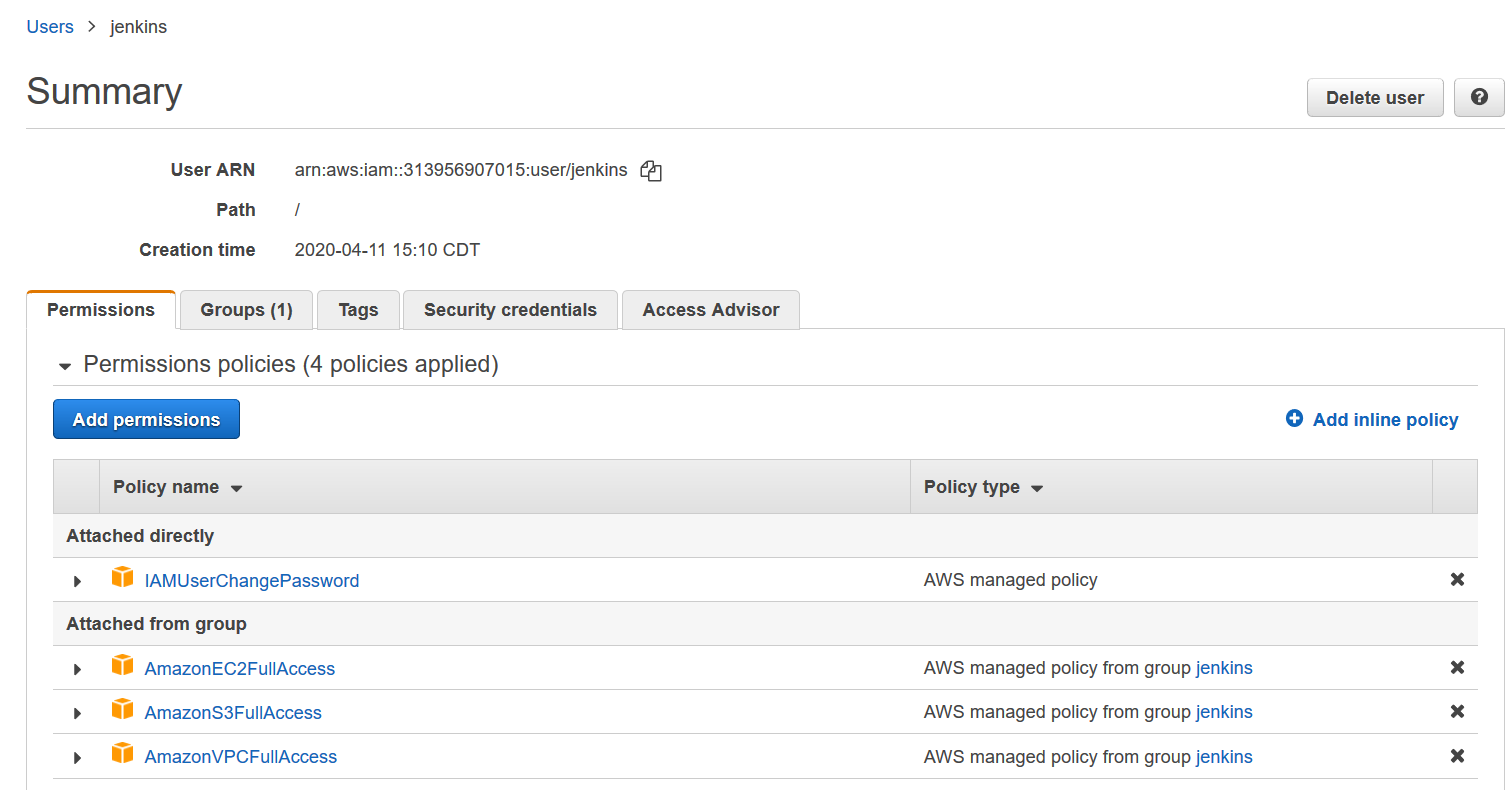 Users > jenkins
Summary
Delete user
?
User ARN arn:aws:iam::313956907015:user/jenkins
Path /
Creation time 2020-04-11 15:10 CDT
Permissions Groups (1) Tags Security credentials Access Advisor
Permissions policies (4 policies applied)
Add permissions Add inline policy
Policy name Policy type
Attached directly
IAMUserChangePassword AWS managed policy
Attached from group
AmazonEC2FullAccess AWS managed policy from group jenkins
AmazonS3FullAccess AWS managed policy from group jenkins
AmazonVPCFullAccess AWS managed policy from group jenkins